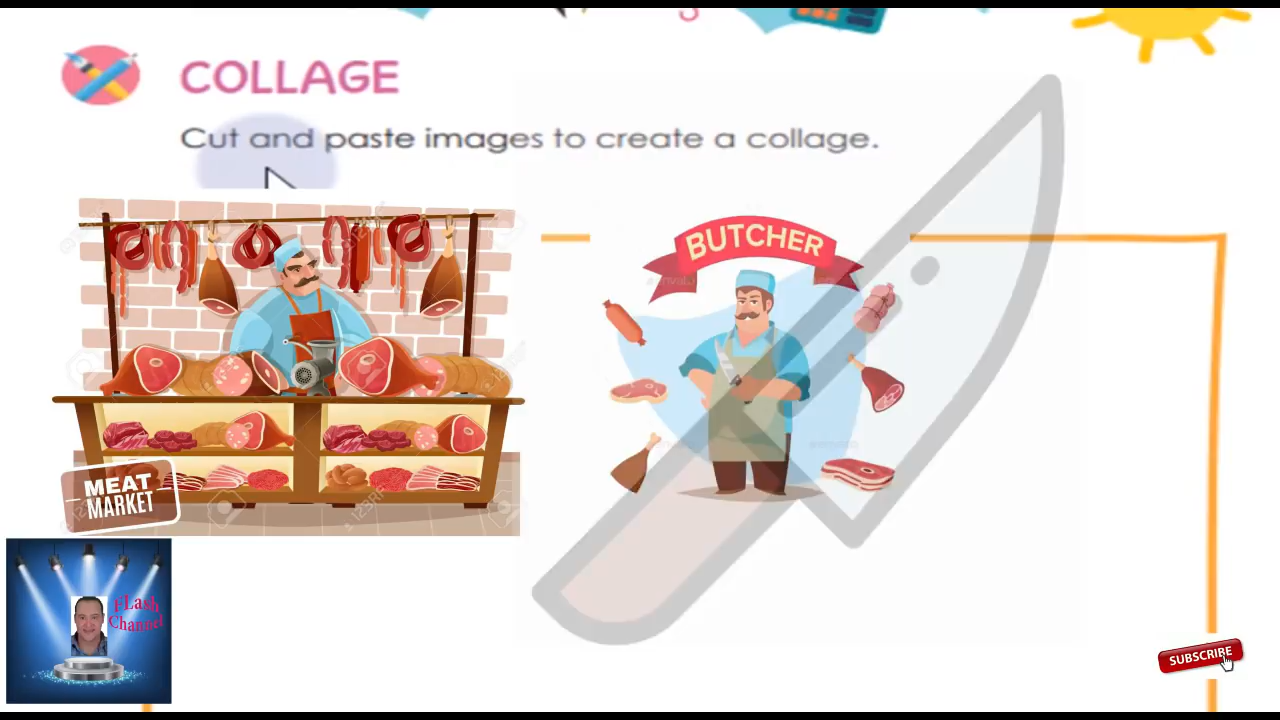 COLLAGE
Cut and paste images to create a collage.
BUTCHER
MEAT
MARKET
FLash
Channel
SUBSCRIBE